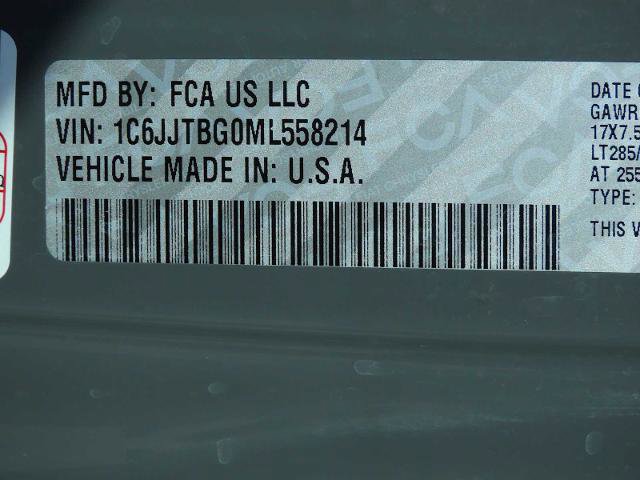 MFD BY: FCA US LLC
VIN: 1C6JJTBG0ML558214
VEHICLE MADE IN: U.S.A.
DATE
GAWR
17X7.5
LT285/
AT 255
TYPE:
THIS V